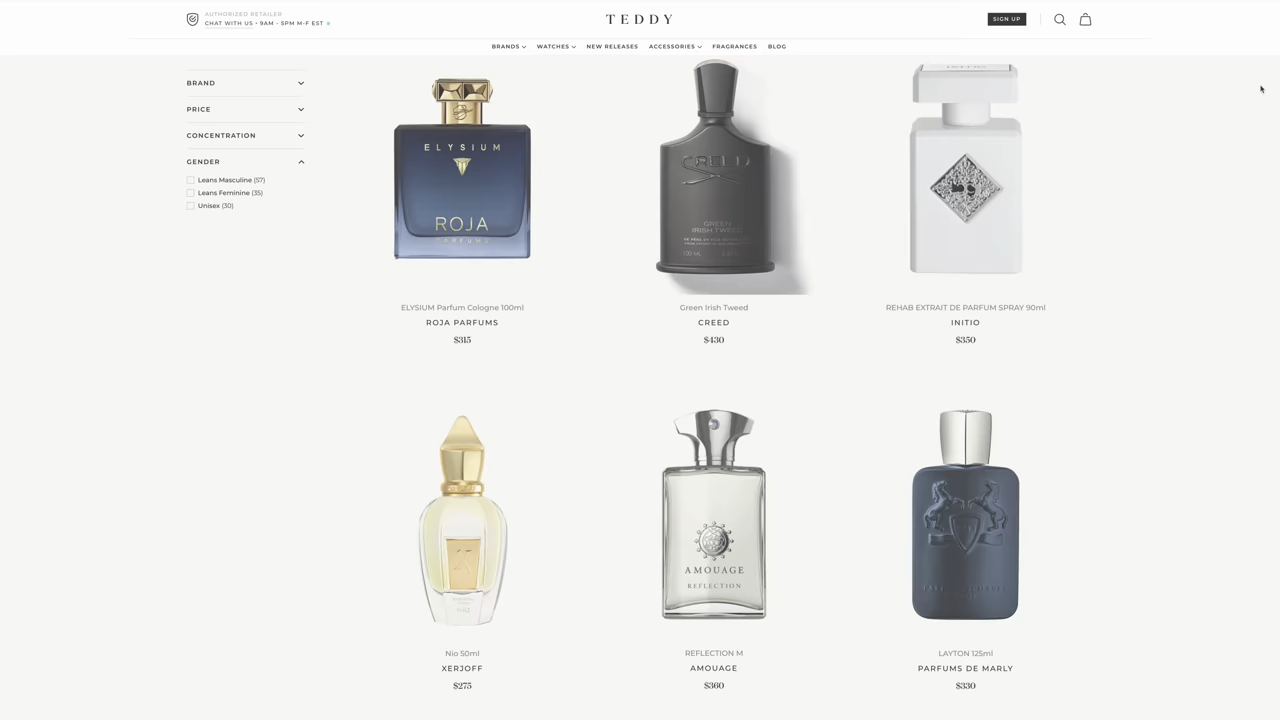 AUTHORIZED RETAILER
CHAT WITH US • 9AM - 5PM M-F EST
TEDDY
SIGN UP
BRANDS
WATCHES
NEW RELEASES
ACCESSORIES
FRAGRANCES
BLOG
BRAND
PRICE
CONCENTRATION
GENDER
Leans Masculine (57)
Leans Feminine (35)
Unisex (30)
ELYSIUM
ROJA
PARFUMS
ELYSIUM Parfum Cologne 100ml
ROJA PARFUMS
$315
CREED
GREEN
IRISH TWEED
100 ML
Green Irish Tweed
CREED
$430
REHAB EXTRAIT DE PARFUM SPRAY 90ml
INITIO
$350
Nio 50ml
XERJOFF
$275
AMOUAGE
REFLECTION
REFLECTION M
AMOUAGE
$360
LAYTON 125ml
PARFUMS DE MARLY
$330